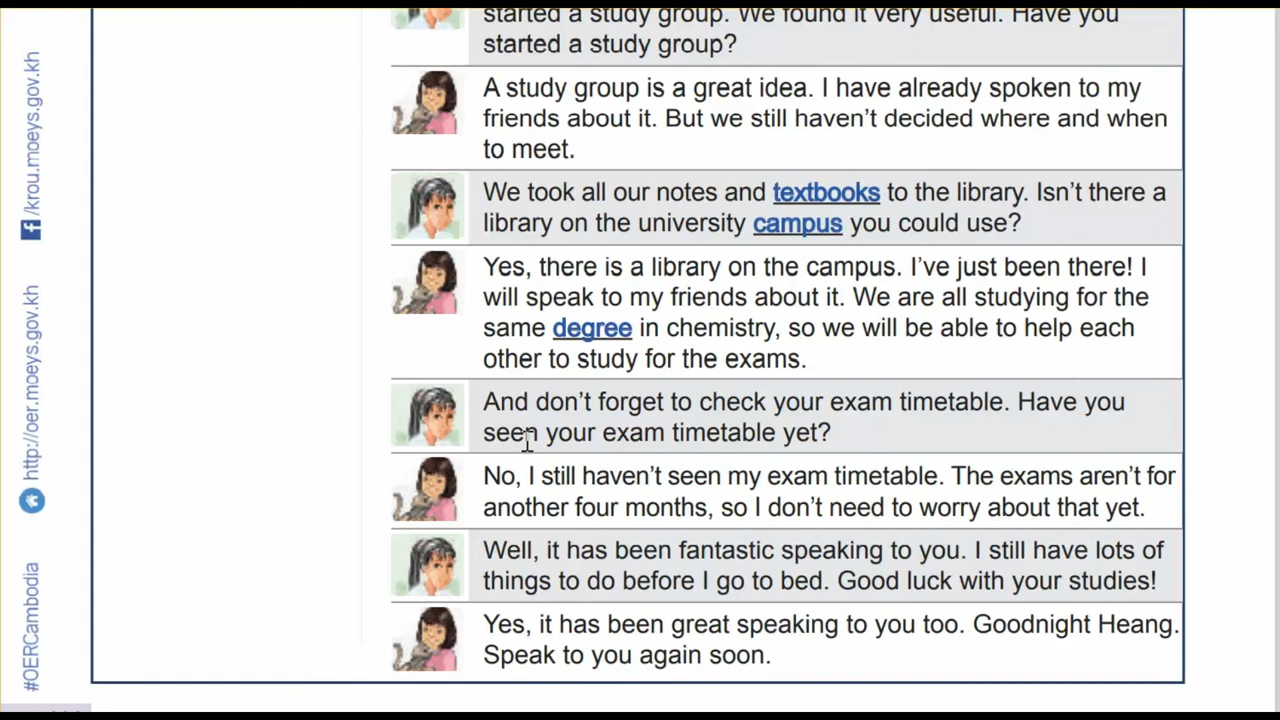 started a study group. We found it very useful. Have you
started a study group?
A study group is a great idea. I have already spoken to my
friends about it. But we still haven't decided where and when
to meet.
We took all our notes and textbooks to the library. Isn't there a
library on the university campus you could use?
Yes, there is a library on the campus. I've just been there! I
will speak to my friends about it. We are all studying for the
same degree in chemistry, so we will be able to help each
other to study for the exams.
And don't forget to check your exam timetable. Have you
seen your exam timetable yet?
No, I still haven't seen my exam timetable. The exams aren't for
another four months, so I don't need to worry about that yet.
Well, it has been fantastic speaking to you. I still have lots of
things to do before I go to bed. Good luck with your studies!
Yes, it has been great speaking to you too. Goodnight Heang.
Speak to you again soon.
/krou.moeys.gov.kh
http://oer.moeys.gov.kh
#OERCambodia